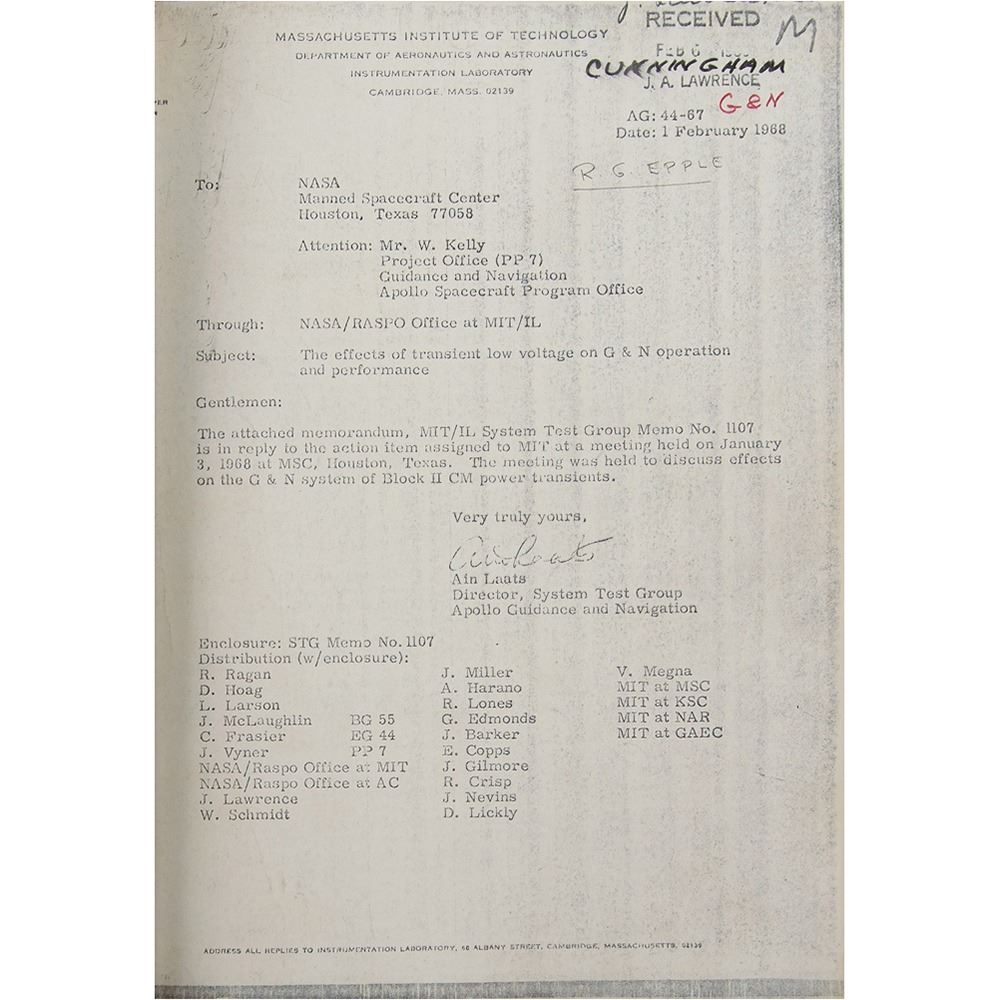 RECEIVED
M
MASSACHUSETTS INSTITUTE OF TECHNOLOGY
DEPARTMENT OF AERONAUTICS AND ASTRONAUTICS
FEB 6
INSTRUMENTATION LABORATORY
CUNNINGHAM
J. A. LAWRENCE
CAMBRIDGE, MASS. 02139
G&N
AG: 44-67
Date: 1 February 1968
R. G. EPPLE
To: NASA
Manned Spacecraft Center
Houston, Texas 77058
Attention: Mr. W. Kelly
Project Office (PP 7)
Guidance and Navigation
Apollo Spacecraft Program Office
Through: NASA/RASPO Office at MIT/IL
Subject: The effects of transient low voltage on G & N operation
and performance
Gentlemen:
The attached memorandum, MIT/IL System Test Group Memo No. 1107
is in reply to the action item assigned to MIT at a meeting held on January
3, 1968 at MSC, Houston, Texas. The meeting was held to discuss effects
on the G & N system of Block II CM power transients.
Very truly yours,
Ain Laats
Ain Laats
Director, System Test Group
Apollo Guidance and Navigation
Enclosure: STG Memo No. 1107
Distribution (w/enclosure):
R. Ragan J. Miller V. Megna
D. Hoag A. Harano MIT at MSC
L. Larson R. Lones MIT at KSC
J. McLaughlin BG 55 G. Edmonds MIT at NAR
C. Frasier EG 44 J. Barker MIT at GAEC
J. Vyner PP 7 E. Copps
NASA/Raspo Office at MIT J. Gilmore
NASA/Raspo Office at AC R. Crisp
J. Lawrence J. Nevins
W. Schmidt D. Lickly
ADDRESS ALL REPLIES TO INSTRUMENTATION LABORATORY, 68 ALBANY STREET, CAMBRIDGE, MASSACHUSETTS, 02139